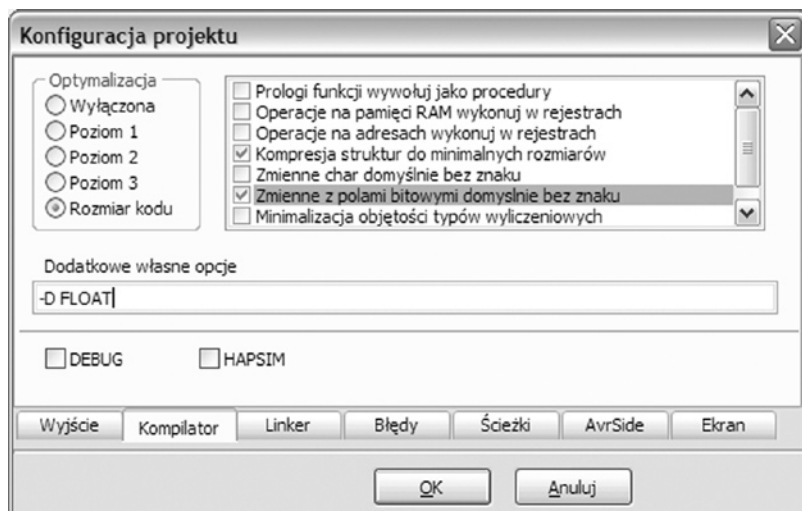 Konfiguracja projektu
Optymalizacja
Wyłączona
Poziom 1
Poziom 2
Poziom 3
Rozmiar kodu
Prologi funkcji wywołuj jako procedury
Operacje na pamięci RAM wykonuj w rejestrach
Operacje na adresach wykonuj w rejestrach
Kompresja struktur do minimalnych rozmiarów
Zmienne char domyślnie bez znaku
Zmienne z polami bitowymi domyslnie bez znaku
Minimalizacja objętości typów wyliczeniowych
Dodatkowe własne opcje
-D FLOAT
DEBUG HAPSIM
Wyjście Kompilator Linker Błędy Ścieżki AvrSide Ekran
OK Anuluj